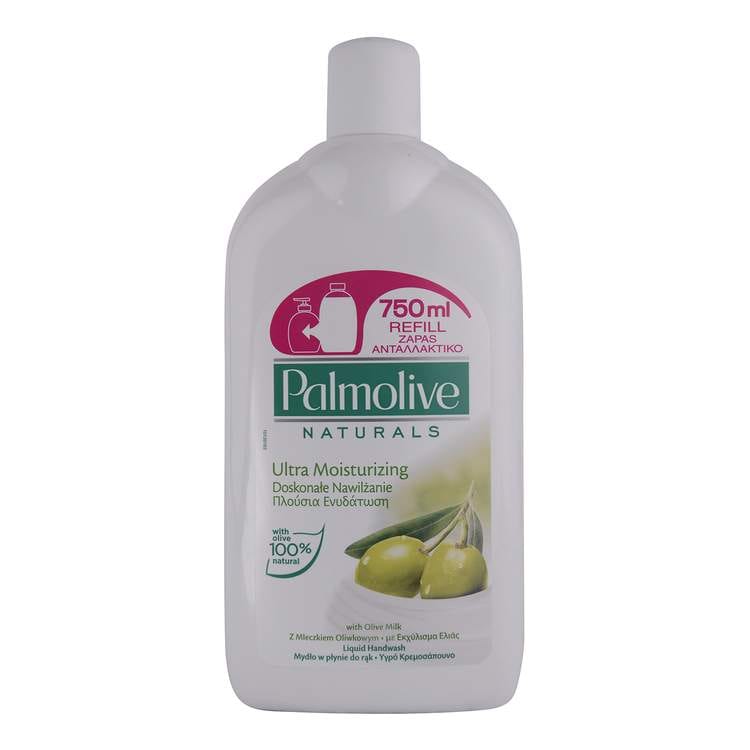 750ml
REFILL
ZAPAS
ΑΝΤΑΛΛΑΚΤΙΚΟ
Palmolive
NATURALS
Ultra Moisturizing
Doskonałe Nawilżanie
Πλούσια Ενυδάτωση
with
olive
100%
natural
with Olive Milk
Z Mleczkiem Oliwkowym • με Εκχύλισμα Ελιάς
Liquid Handwash
Mydło w płynie do rąk • Υγρό Κρεμοσάπουνο